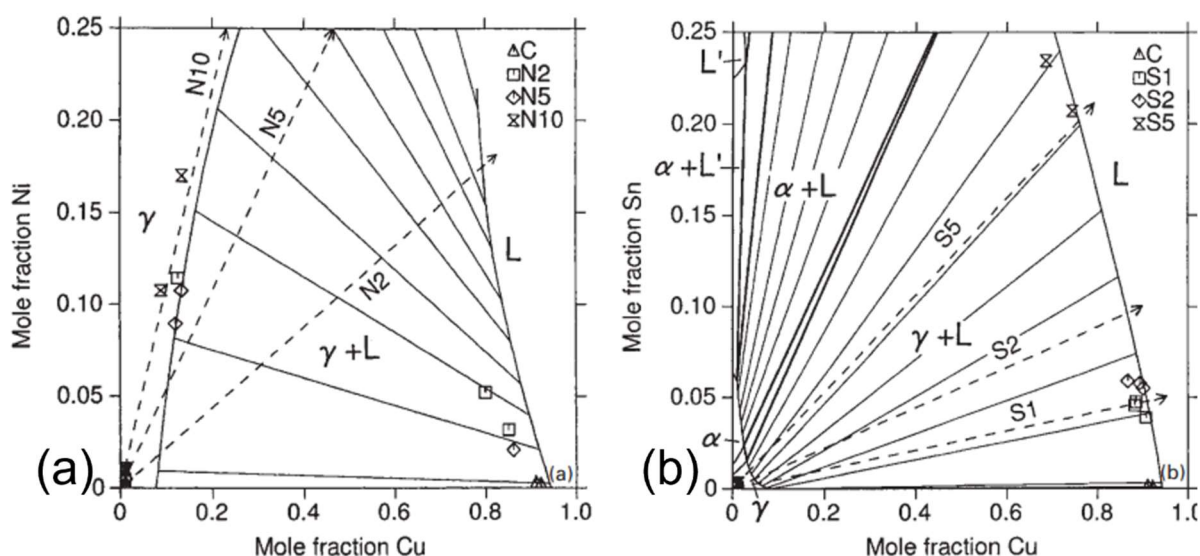 0.25
0.20
0.15
0.10
0.05
0
Mole fraction Ni
0 0.2 0.4 0.6 0.8 1.0
Mole fraction Cu
N10
N5
N2
γ
γ +L
L
C
N2
N5
N10
(a)
(a)
0.25
0.20
0.15
0.10
0.05
0
Mole fraction Sn
0 0.2 0.4 0.6 0.8 1.0
Mole fraction Cu
L'
α +L'
α +L
α
γ
S5
γ +L
S2
S1
L
C
S1
S2
S5
(b)
(b)